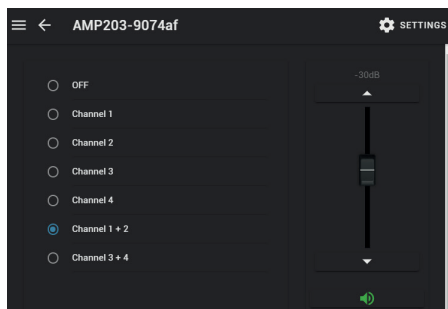 AMP203-9074af
SETTINGS
OFF
Channel 1
Channel 2
Channel 3
Channel 4
Channel 1 + 2
Channel 3 + 4
-30dB